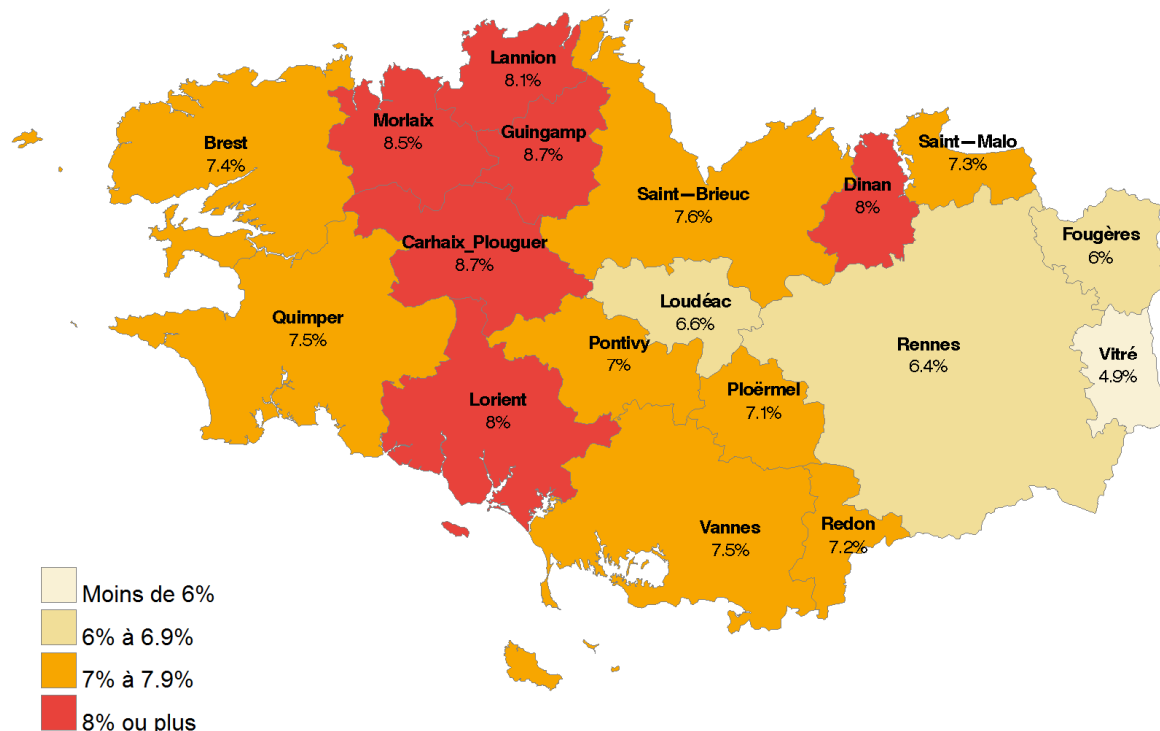 Lannion
8.1%
Morlaix
8.5%
Guingamp
8.7%
Brest
7.4%
Saint–Malo
7.3%
Dinan
8%
Saint–Brieuc
7.6%
Fougères
6%
Carhaix_Plouguer
8.7%
Loudéac
6.6%
Quimper
7.5%
Pontivy
7%
Rennes
6.4%
Vitré
4.9%
Ploërmel
7.1%
Lorient
8%
Vannes
7.5%
Redon
7.2%
Moins de 6%
6% à 6.9%
7% à 7.9%
8% ou plus